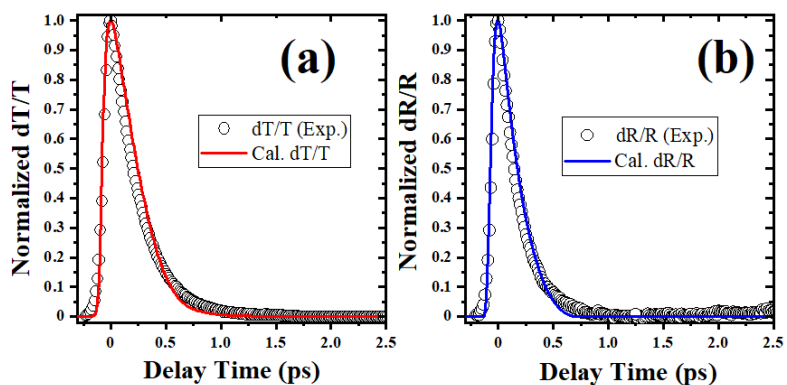 (a)
Normalized dT/T
1.0
0.9
0.8
0.7
0.6
0.5
0.4
0.3
0.2
0.1
0
dT/T (Exp.)
Cal. dT/T
0 0.5 1.0 1.5 2.0 2.5
Delay Time (ps)
(b)
Normalized dR/R
1.0
0.9
0.8
0.7
0.6
0.5
0.4
0.3
0.2
0.1
0
dR/R (Exp.)
Cal. dR/R
0 0.5 1.0 1.5 2.0 2.5
Delay Time (ps)